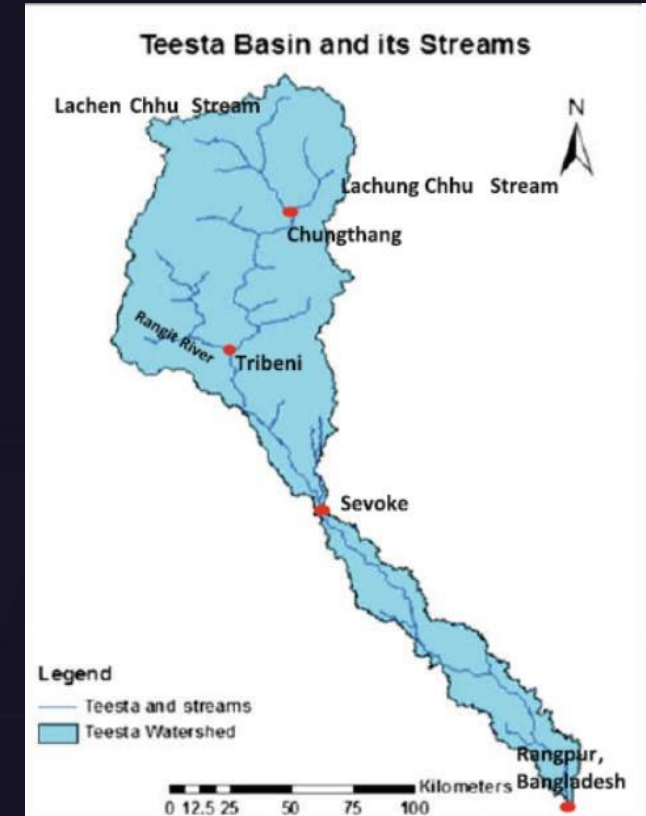 Teesta Basin and its Streams
Lachen Chhu Stream
N
Lachung Chhu Stream
Chungthang
Rangit River
Tribeni
Sevoke
Legend
Teesta and streams
Teesta Watershed
Rangpur,
Bangladesh
Kilometers
0 12.5 25 50 75 100